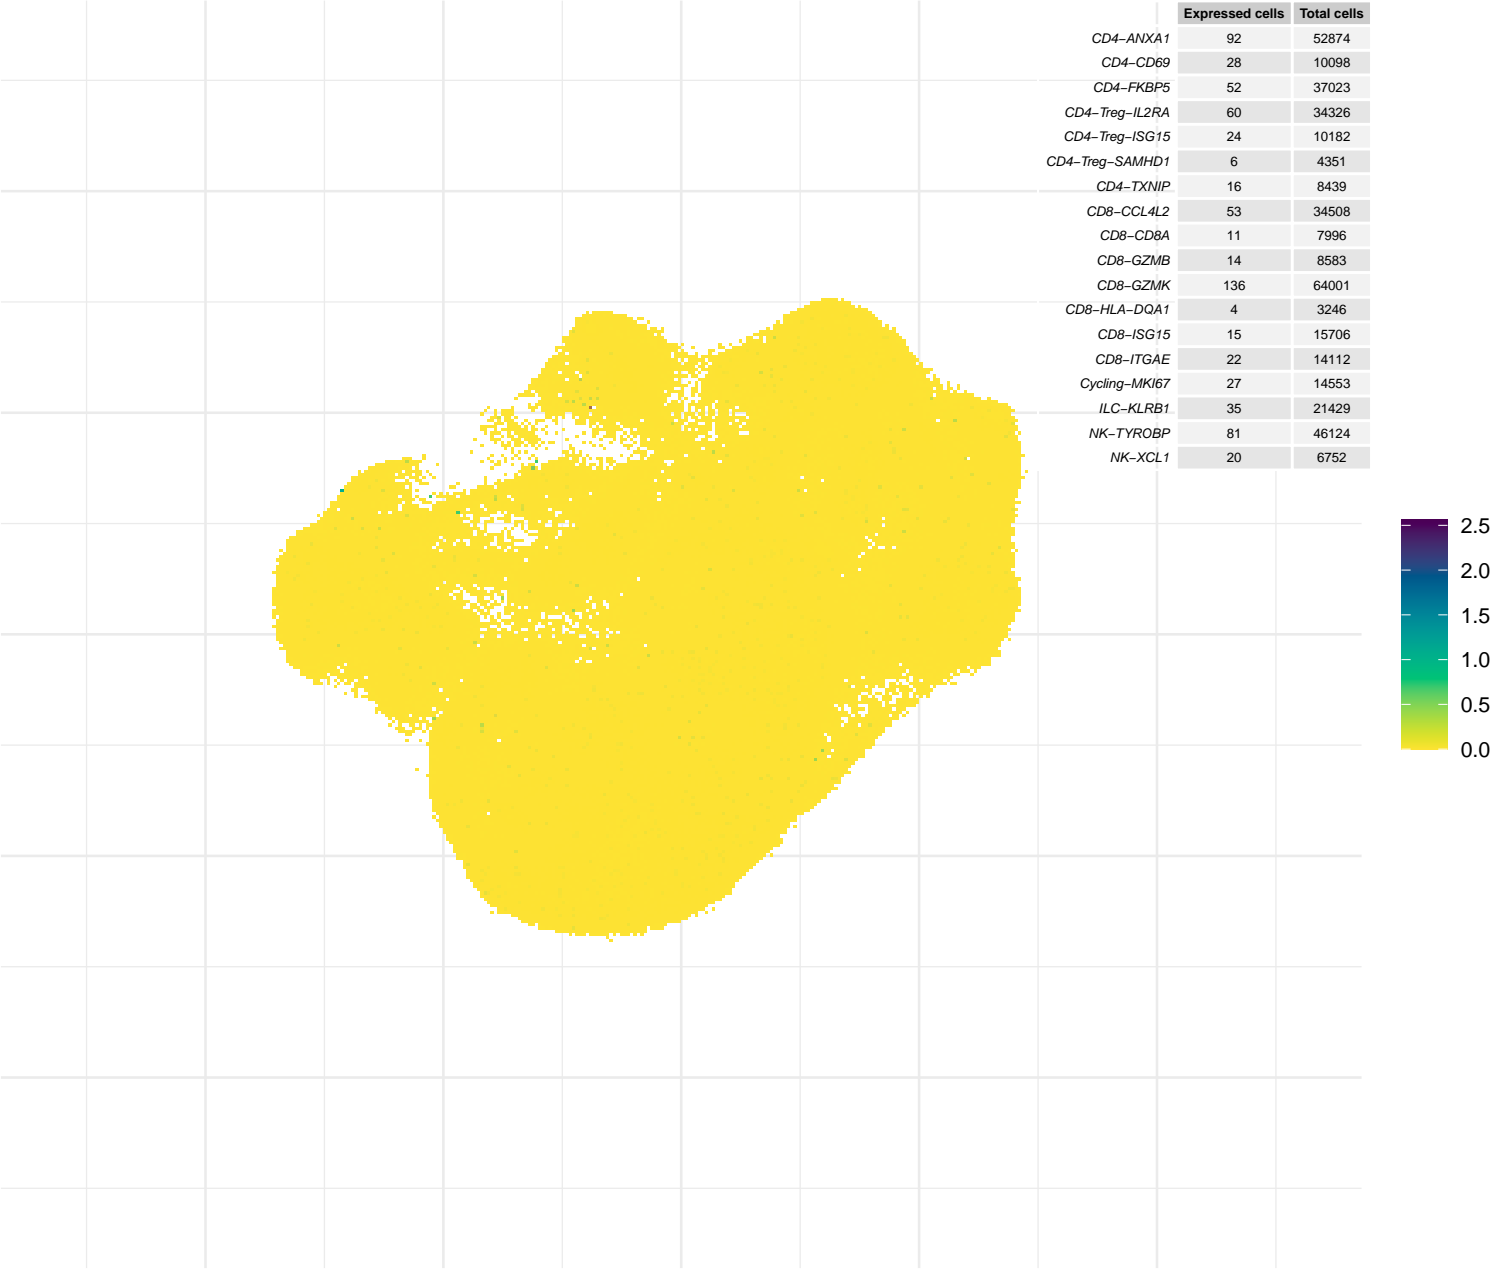 Expressed cells Total cells
CD4−ANXA1 92 52874
CD4−CD69 28 10098
CD4−FKBP5 52 37023
CD4−Treg−IL2RA 60 34326
CD4−Treg−ISG15 24 10182
CD4−Treg−SAMHD1 6 4351
CD4−TXNIP 16 8439
CD8−CCL4L2 53 34508
CD8−CD8A 11 7996
CD8−GZMB 14 8583
CD8−GZMK 136 64001
CD8−HLA−DQA1 4 3246
CD8−ISG15 15 15706
CD8−ITGAE 22 14112
Cycling−MKI67 27 14553
ILC−KLRB1 35 21429
NK−TYROBP 81 46124
NK−XCL1 20 6752
2.5
2.0
1.5
1.0
0.5
0.0